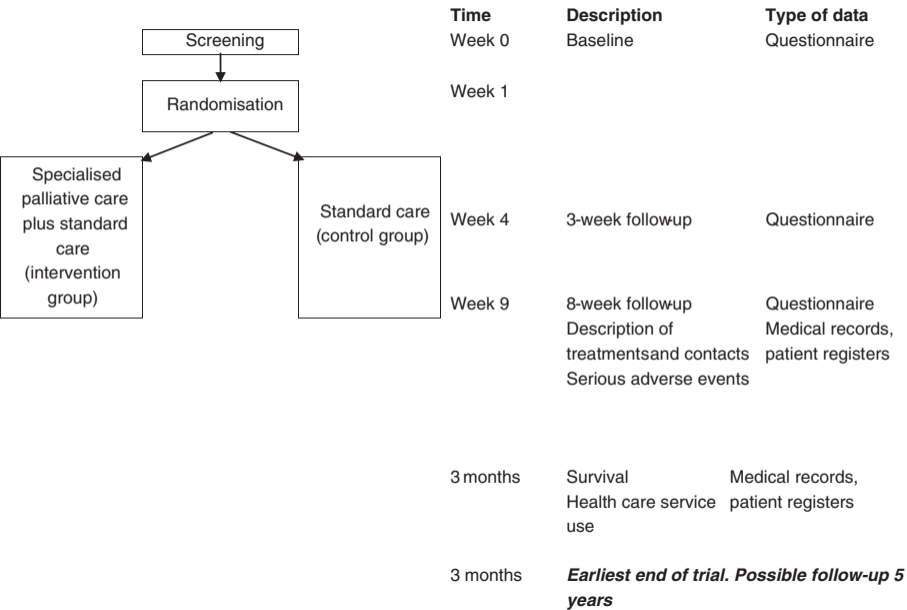 Screening
Randomisation
Specialised
palliative care
plus standard
care
(intervention
group)
Standard care
(control group)
Time Description Type of data
Week 0 Baseline Questionnaire
Week 1
Week 4 3-week follow-up Questionnaire
Week 9 8-week follow-up Questionnaire
Description of Medical records,
treatmentsand contacts patient registers
Serious adverse events
3 months Survival Medical records,
Health care service patient registers
use
3 months Earliest end of trial. Possible follow-up 5
years